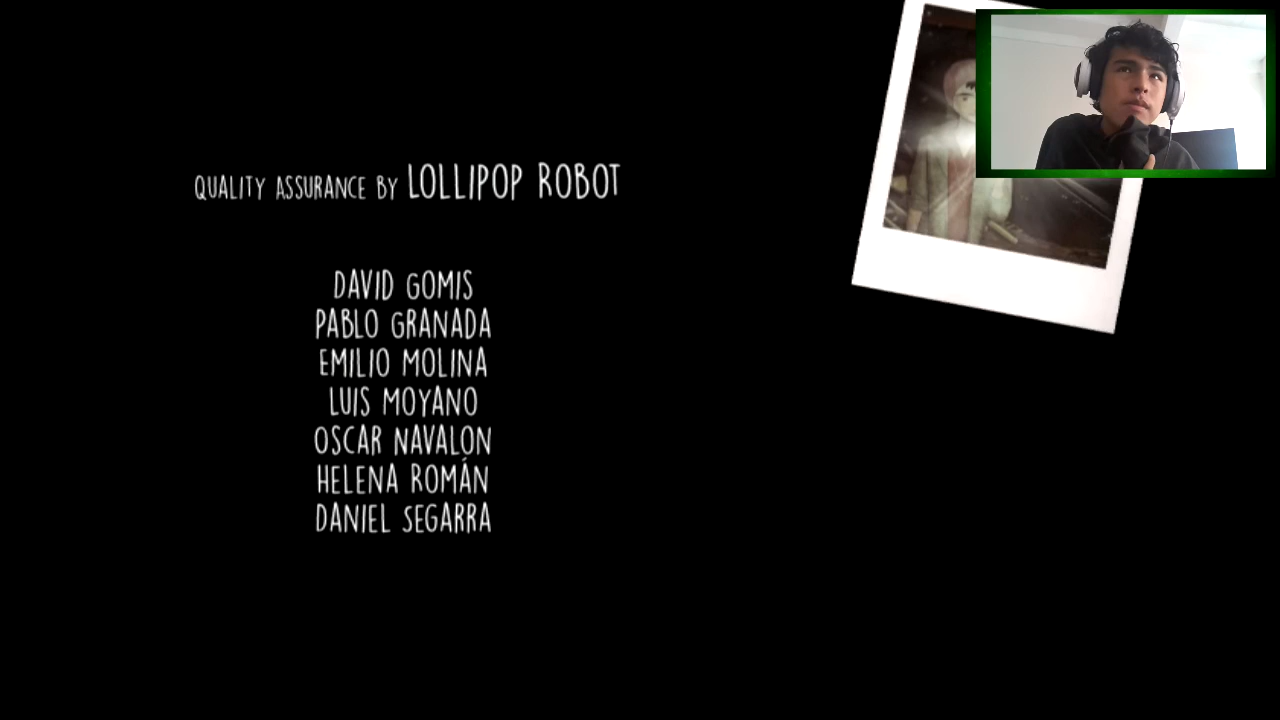 QUALITY ASSURANCE BY LOLLIPOP ROBOT
DAVID GOMIS
PABLO GRANADA
EMILIO MOLINA
LUIS MOYANO
OSCAR NAVALON
HELENA ROMÁN
DANIEL SEGARRA